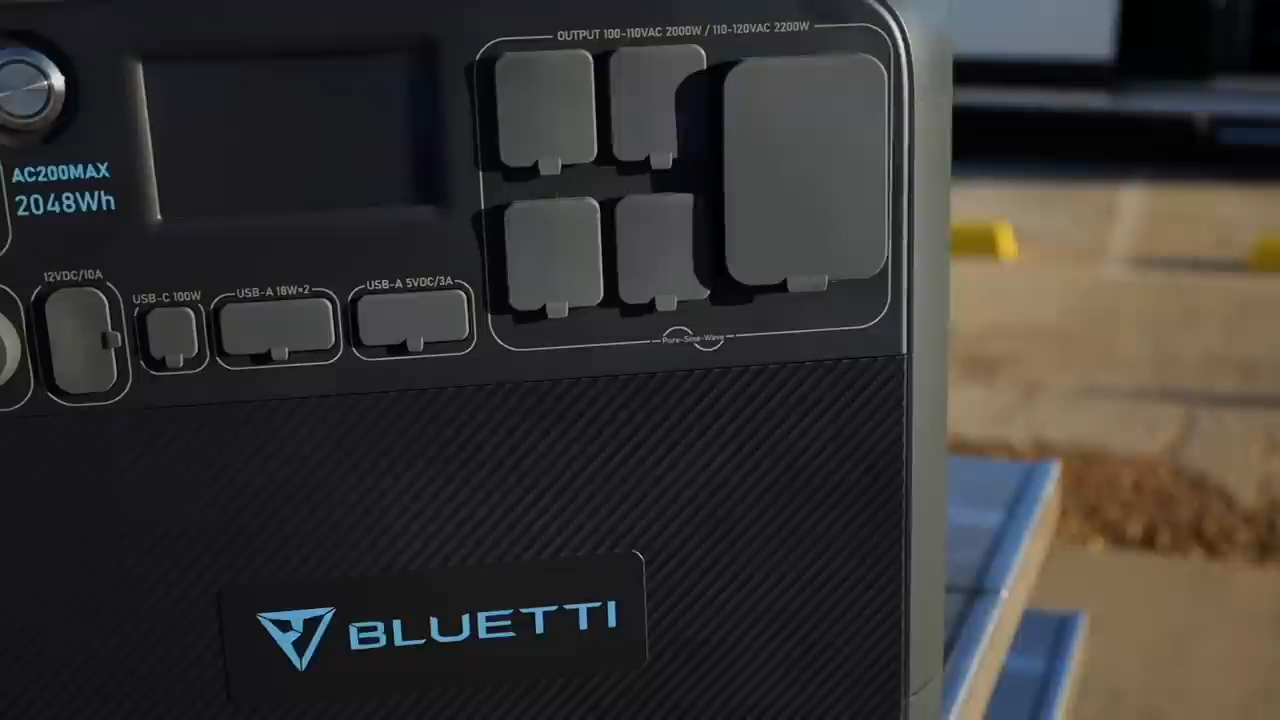 OUTPUT 100-110VAC 2000W / 110-120VAC 2200W
AC200MAX
2048Wh
12VDC/10A
USB-C 100W
USB-A 18W*2
USB-A 5VDC/3A
Pure-Sine-Wave
BLUETTI